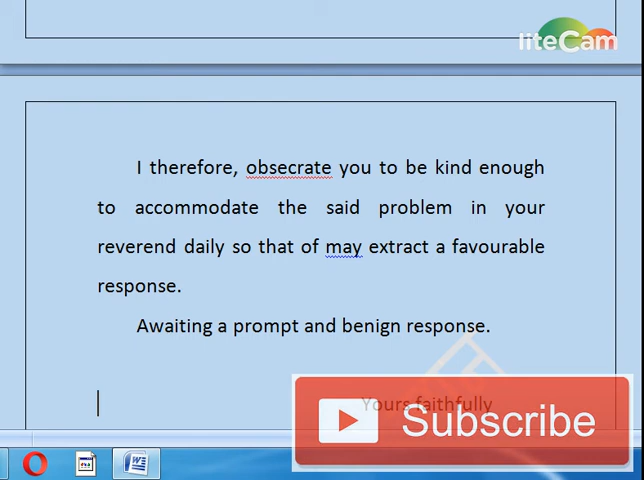 liteCam
I therefore, obsecrate you to be kind enough
to accommodate the said problem in your
reverend daily so that of may extract a favourable
response.
Awaiting a prompt and benign response.
Yours faithfully
Subscribe